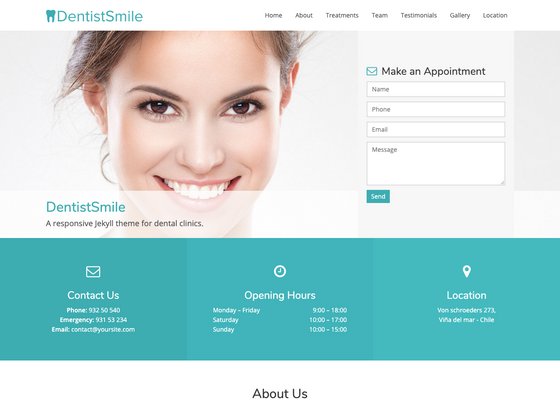 DentistSmile
Home About Treatments Team Testimonials Gallery Location
Make an Appointment
Name
Phone
Email
Message
Send
DentistSmile
A responsive Jekyll theme for dental clinics.
Contact Us
Phone: 932 50 540
Emergency: 931 53 234
Email: contact@yoursite.com
Opening Hours
Monday – Friday 9:00 – 18:00
Saturday 10:00 – 17:00
Sunday 10:00 – 15:00
Location
Von schroeders 273,
Viña del mar - Chile
About Us